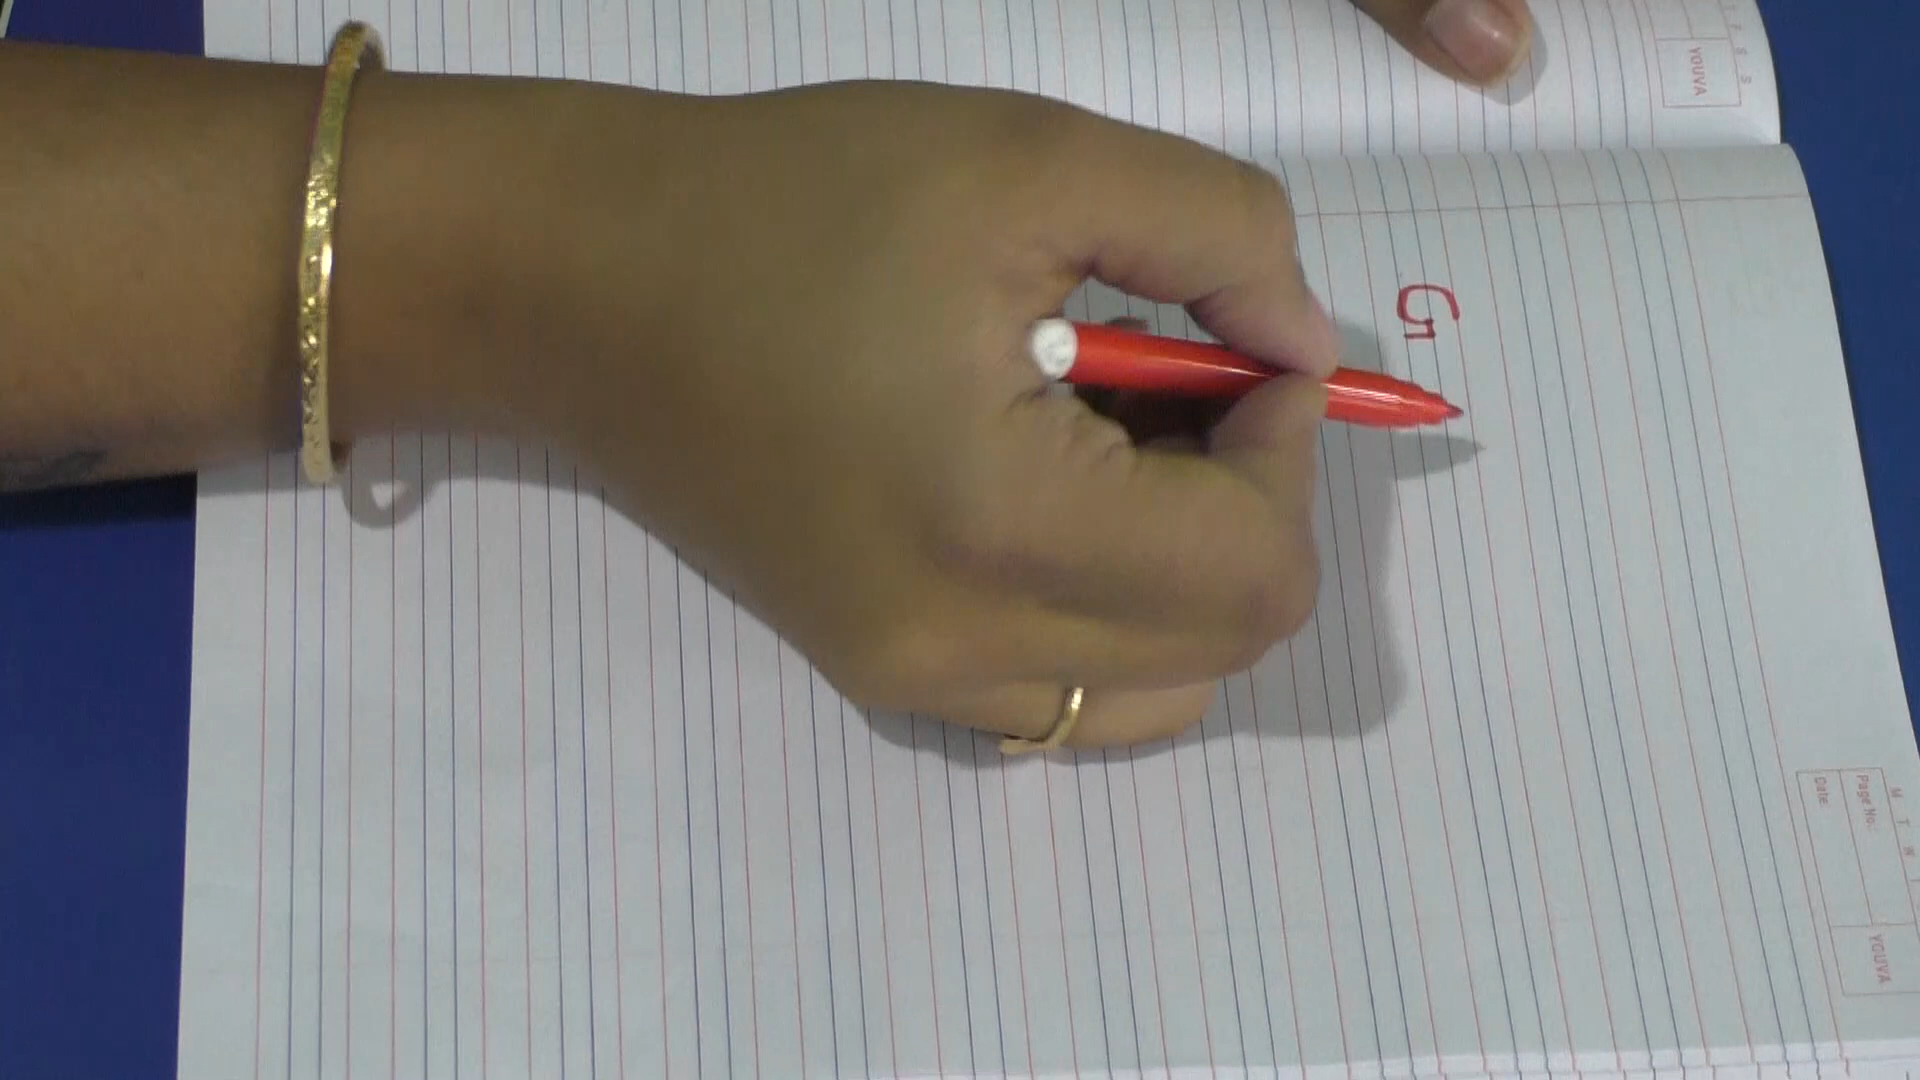 F S S
YOUVA
G
M T W T
Page No.:
Date:
YOUVA